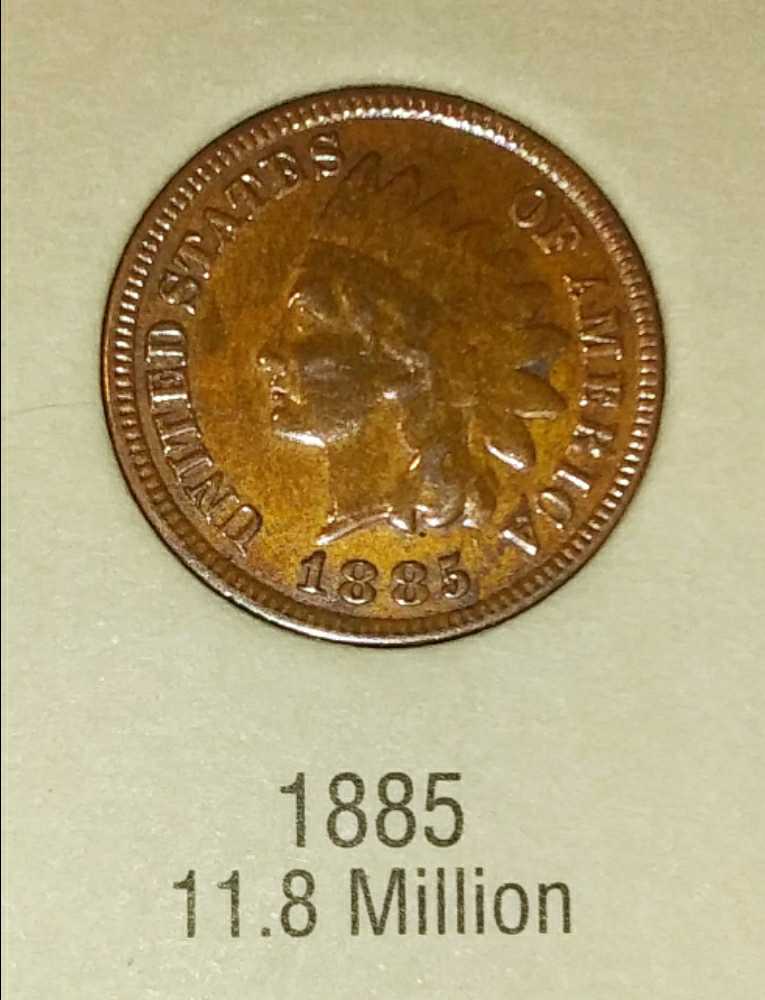 UNITED STATES OF AMERICA
1885
1885
11.8 Million